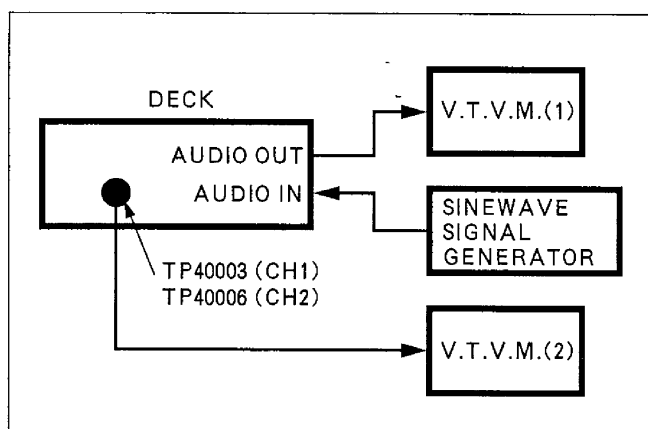 DECK
AUDIO OUT
AUDIO IN
TP40003 (CH1)
TP40006 (CH2)
V.T.V.M.(1)
SINEWAVE
SIGNAL
GENERATOR
V.T.V.M.(2)